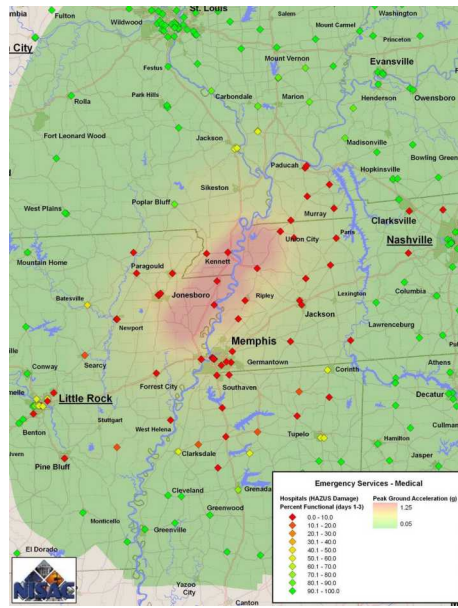 mbia
Fulton
St. Louis
Salem
Washington
Wildwood
Mount Carmel
Princeton
City
Mount Vernon
Festus
Evansville
Carbondale
Marion
Henderson
Owensboro
Rolla
Park Hills
Fort Leonard Wood
Jackson
Madisonville
Paducah
Bowling Green
Hopkinsville
Sikeston
West Plains
Poplar Bluff
Murray
Clarksville
Union City
Paris
Nashville
Mountain Home
Kennett
Paragould
Jonesboro
Ripley
Lexington
Columbia
Batesville
Newport
Jackson
Lawrenburg
Memphis
Searcy
Conway
Germantown
Athens
Forrest City
Southaven
Corinth
Decatur
Little Rock
Benton
Stuttgart
West Helena
Tupelo
Hamilton
Cullman
Pine Bluff
Clarksdale
Jasper
Cleveland
Grenada
Greenwood
Monticello
Greenville
El Dorado
Yazoo
City
Canton
NISAC
Emergency Services - Medical
Hospitals (HAZUS Damage)
Percent Functional (days 1-3)
0.0 - 10.0
10.1 - 20.0
20.1 - 30.0
30.1 - 40.0
40.1 - 50.0
50.1 - 60.0
60.1 - 70.0
70.1 - 80.0
80.1 - 90.0
90.1 - 100.0
Peak Ground Acceleration (g)
1.25
0.05